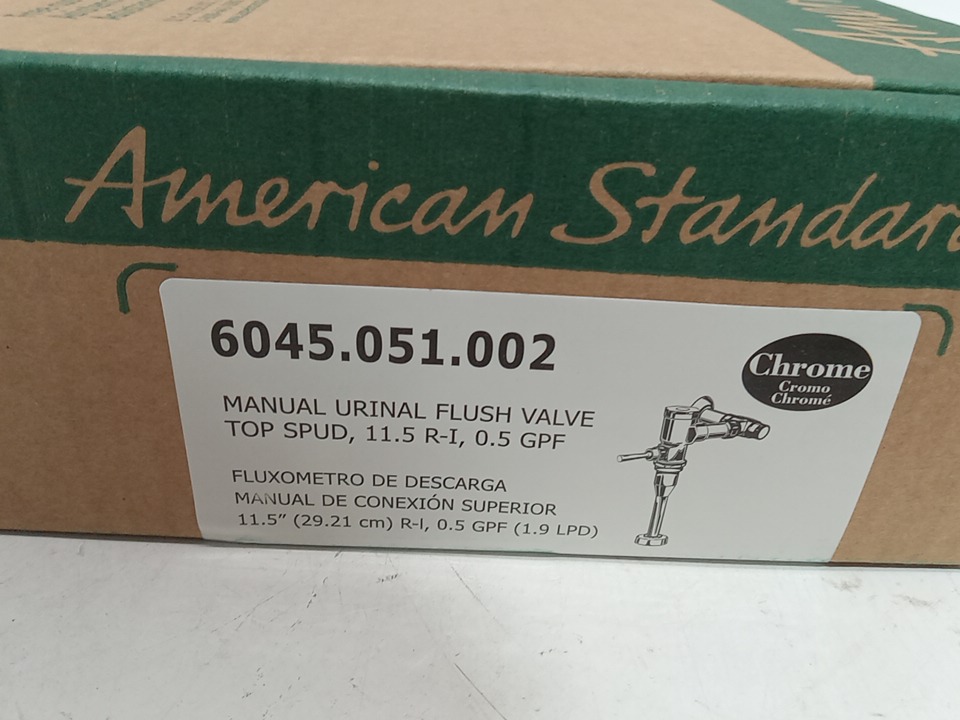 American Standard
6045.051.002
Chrome
Cromo
Chromé
MANUAL URINAL FLUSH VALVE
TOP SPUD, 11.5 R-I, 0.5 GPF
FLUXOMETRO DE DESCARGA
MANUAL DE CONEXIÓN SUPERIOR
11.5" (29.21 cm) R-I, 0.5 GPF (1.9 LPD)